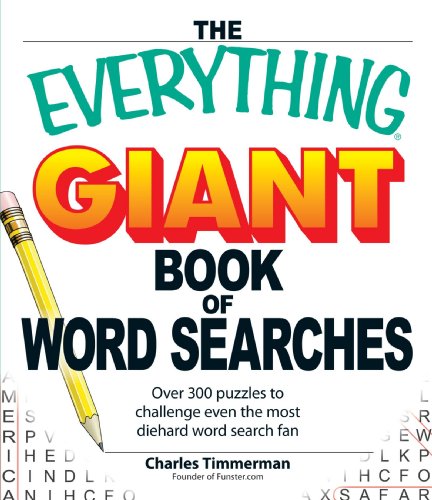 THE
EVERYTHING®
GIANT
BOOK
OF
WORD SEARCHES
Over 300 puzzles to
challenge even the most
diehard word search fan
Charles Timmerman
Founder of Funster.com